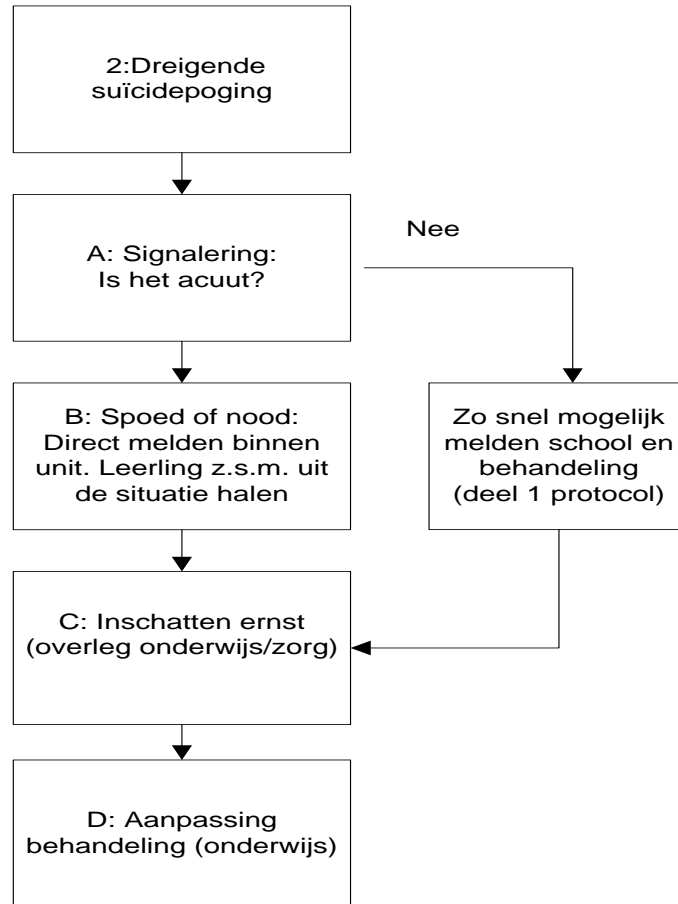 2:Dreigende
suïcidepoging
A: Signalering:
Is het acuut?
Nee
B: Spoed of nood:
Direct melden binnen
unit. Leerling z.s.m. uit
de situatie halen
Zo snel mogelijk
melden school en
behandeling
(deel 1 protocol)
C: Inschatten ernst
(overleg onderwijs/zorg)
D: Aanpassing
behandeling (onderwijs)